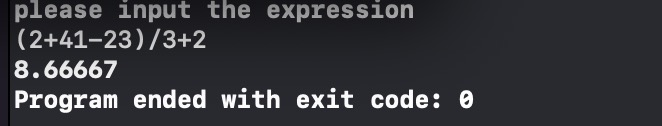 please input the expression
(2+41-23)/3+2
8.66667
Program ended with exit code: 0